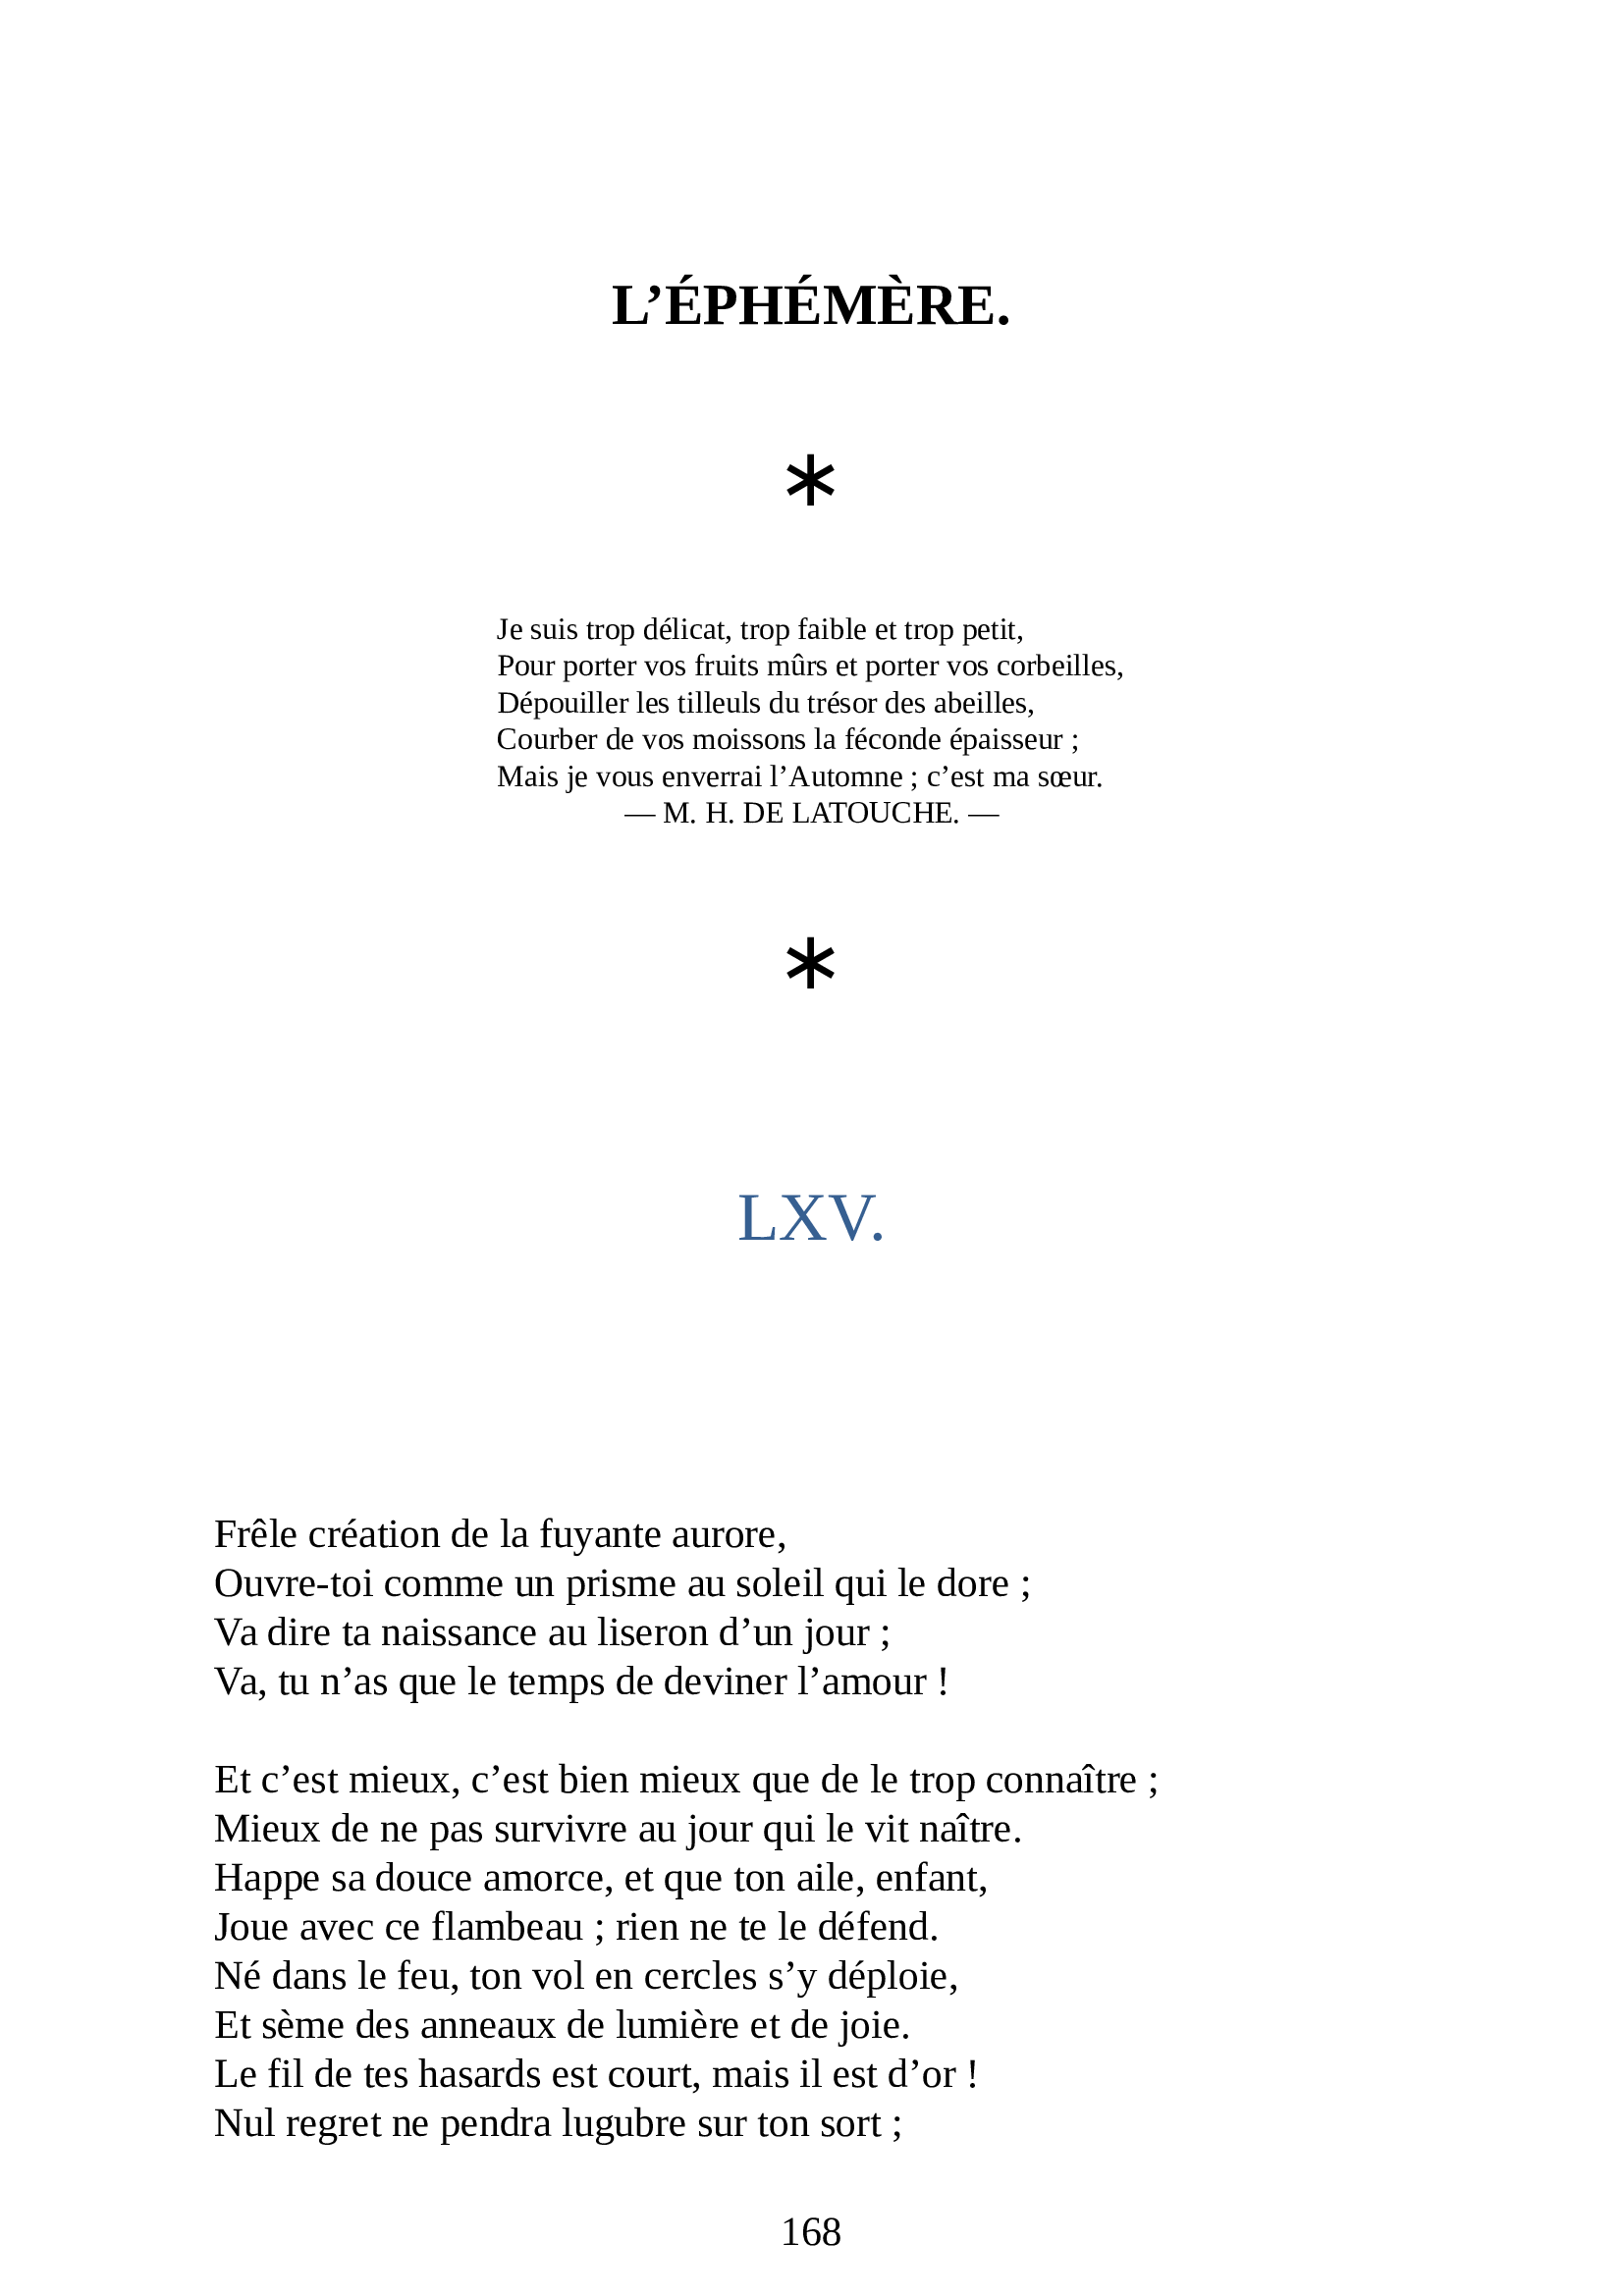 L’ÉPHÉMÈRE.
*
Je suis trop délicat, trop faible et trop petit,
Pour porter vos fruits mûrs et porter vos corbeilles,
Dépouiller les tilleuls du trésor des abeilles,
Courber de vos moissons la féconde épaisseur ;
Mais je vous enverrai l’Automne ; c’est ma sœur.
— M. H. DE LATOUCHE. —
*
LXV.
Frêle création de la fuyante aurore,
Ouvre-toi comme un prisme au soleil qui le dore ;
Va dire ta naissance au liseron d’un jour ;
Va, tu n’as que le temps de deviner l’amour !
Et c’est mieux, c’est bien mieux que de le trop connaître ;
Mieux de ne pas survivre au jour qui le vit naître.
Happe sa douce amorce, et que ton aile, enfant,
Joue avec ce flambeau ; rien ne te le défend.
Né dans le feu, ton vol en cercles s’y déploie,
Et sème des anneaux de lumière et de joie.
Le fil de tes hasards est court, mais il est d’or !
Nul regret ne pendra lugubre sur ton sort ;
168